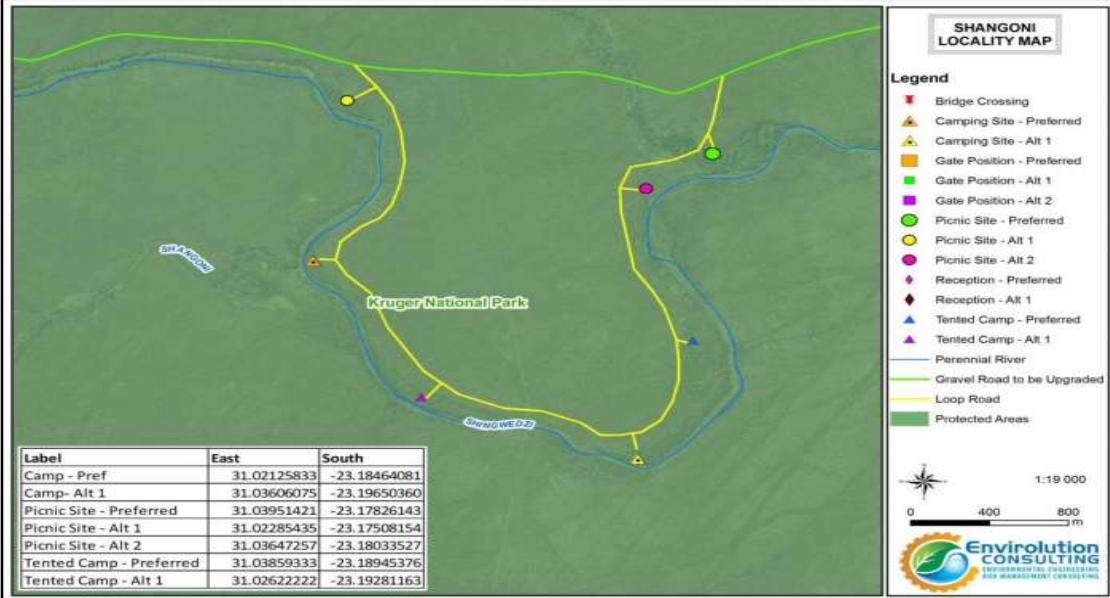 SHANGONI
LOCALITY MAP
Legend
Bridge Crossing
Camping Site - Preferred
Camping Site - Alt 1
Gate Position - Preferred
Gate Position - Alt 1
Gate Position - Alt 2
Picnic Site - Preferred
Picnic Site - Alt 1
Picnic Site - Alt 2
Reception - Preferred
Reception - Alt 1
Tented Camp - Preferred
Tented Camp - Alt 1
Perennial River
Gravel Road to be Upgraded
Loop Road
Protected Areas
1:19 000
0 400 800
m
Envirolution
CONSULTING
ENVIRONMENTAL ENGINEERING
AND MANAGEMENT CONSULTING
SHANGONI
Kruger National Park
SHINGWEDZI
Label East South
Camp - Pref 31.02125833 -23.18464081
Camp- Alt 1 31.03606075 -23.19650360
Picnic Site - Preferred 31.03951421 -23.17826143
Picnic Site - Alt 1 31.02285435 -23.17508154
Picnic Site - Alt 2 31.03647257 -23.18033527
Tented Camp - Preferred 31.03859333 -23.18945376
Tented Camp - Alt 1 31.02622222 -23.19281163